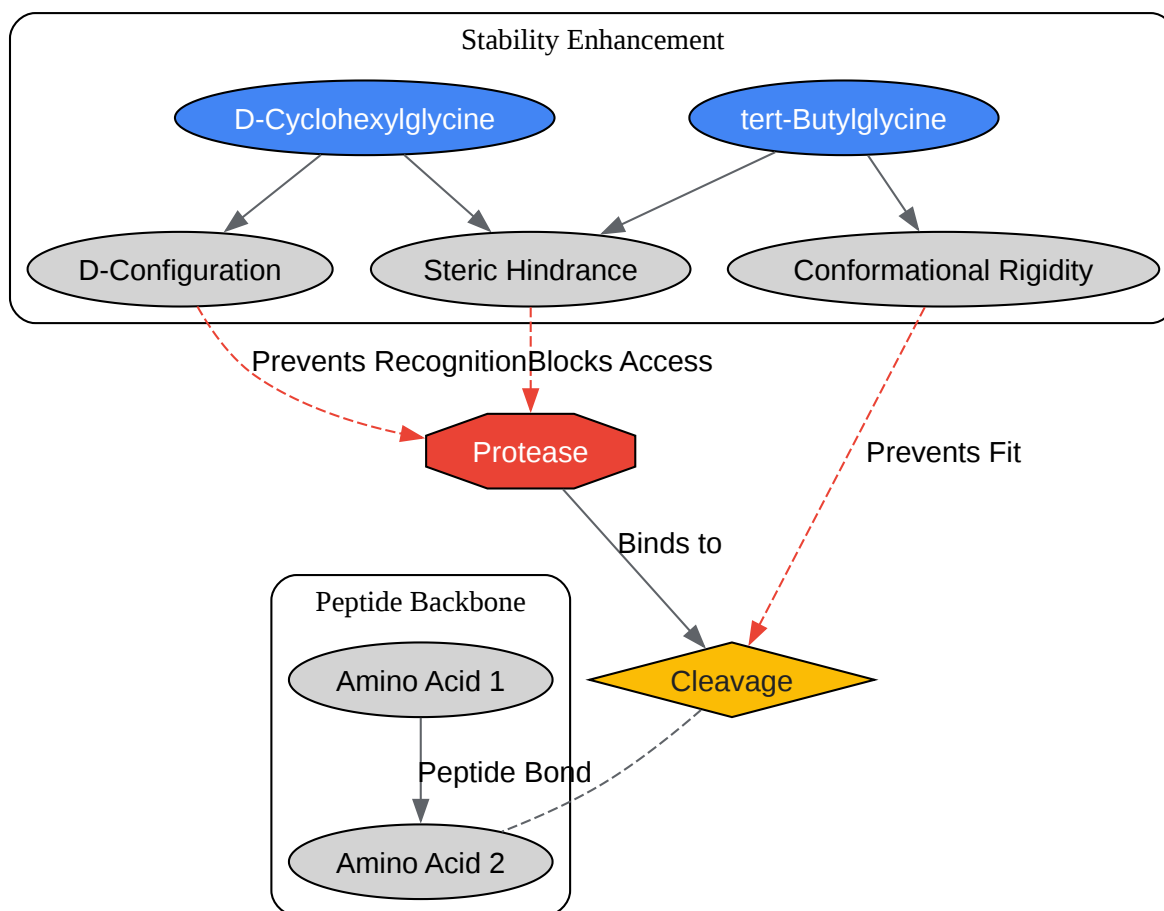 Stability Enhancement
D-Cyclohexylglycine
tert-Butylglycine
D-Configuration
Steric Hindrance
Conformational Rigidity
Prevents Recognition
Blocks Access
Protease
Prevents Fit
Binds to
Peptide Backbone
Amino Acid 1
Cleavage
Peptide Bond
Amino Acid 2